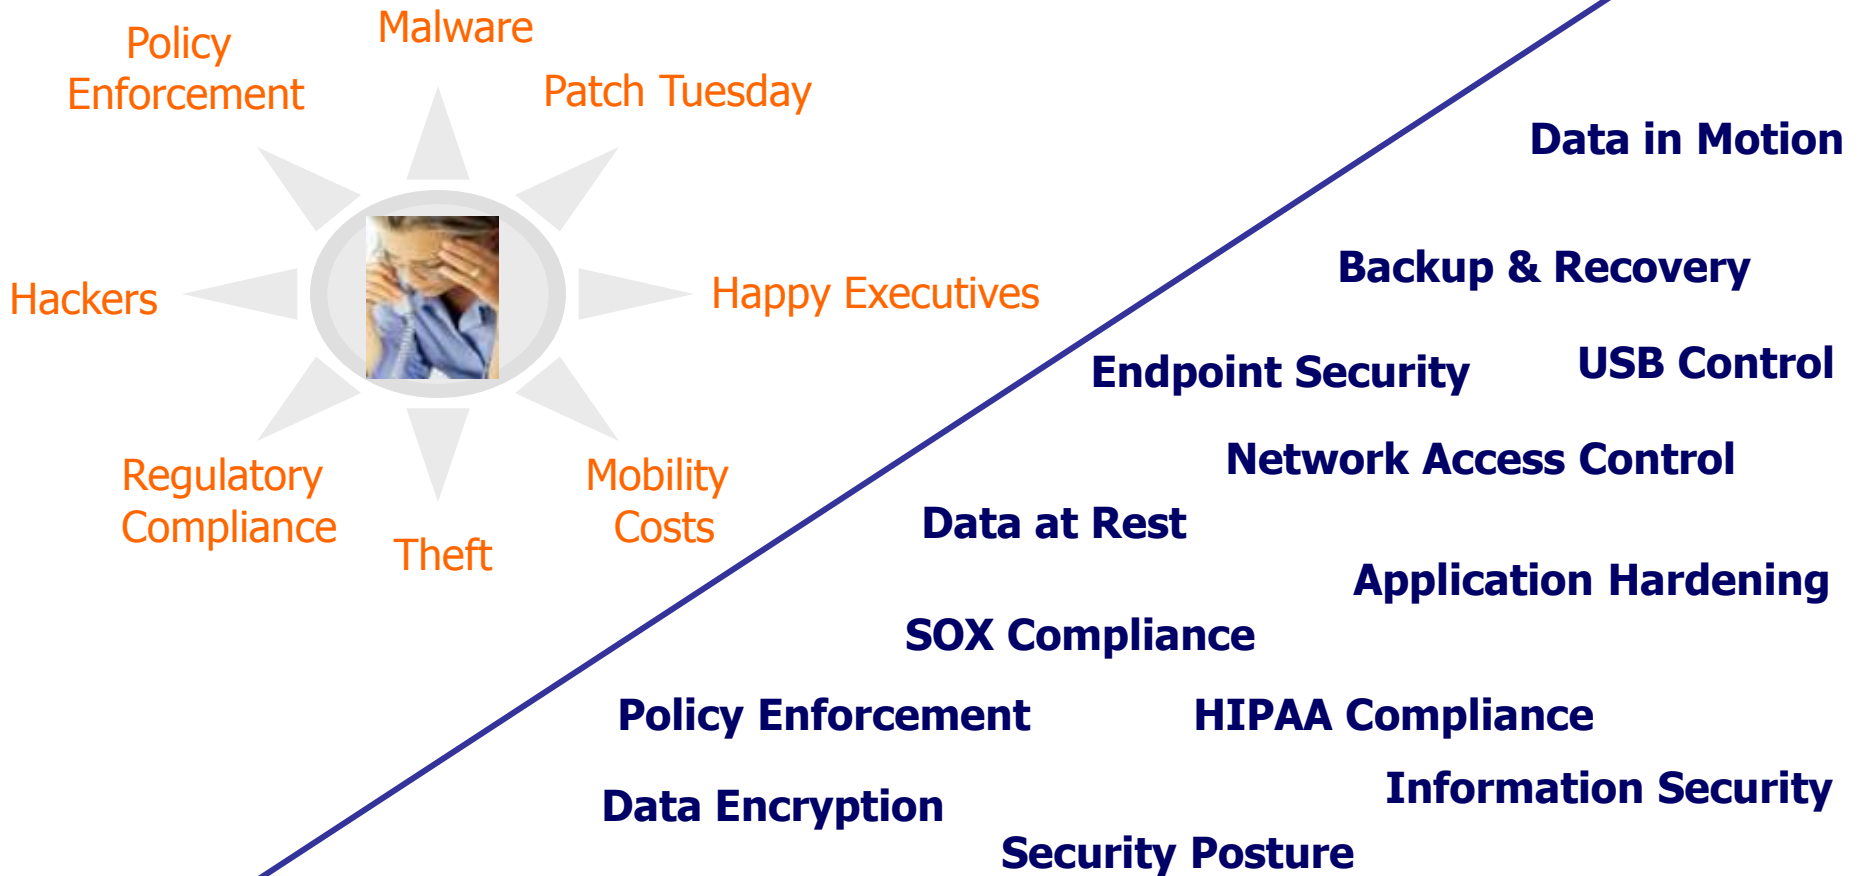 Malware
Policy
Enforcement
Patch Tuesday
Hackers
Happy Executives
Regulatory
Compliance
Mobility
Costs
Theft
Data in Motion
Backup & Recovery
Endpoint Security
USB Control
Network Access Control
Data at Rest
Application Hardening
SOX Compliance
Policy Enforcement
HIPAA Compliance
Information Security
Data Encryption
Security Posture